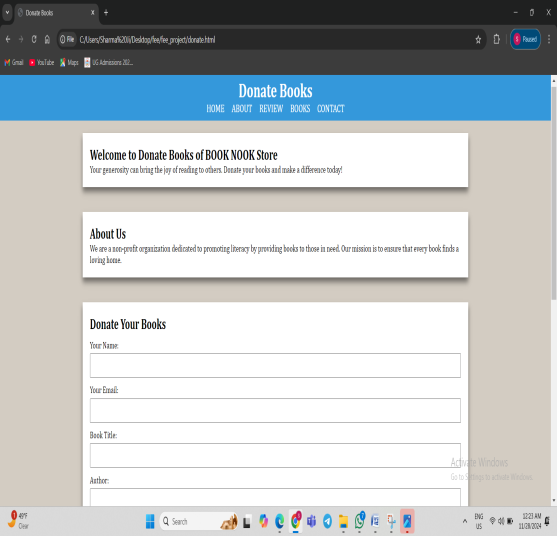 Donate Books
File C:/Users/Sharma%20Ji/Desktop/fee/fee_project/donate.html
S Paused
Gmail YouTube Maps UG Admissions 202...
Donate Books
HOME ABOUT REVIEW BOOKS CONTACT
Welcome to Donate Books of BOOK NOOK Store
Your generosity can bring the joy of reading to others. Donate your books and make a difference today!
About Us
We are a non-profit organization dedicated to promoting literacy by providing books to those in need. Our mission is to ensure that every book finds a
loving home.
Donate Your Books
Your Name:
Your Email:
Book Title:
Author:
Activate Windows
Go to Settings to activate Windows.
49°F
Clear
Search
ENG
US
12:23 AM
11/28/2024